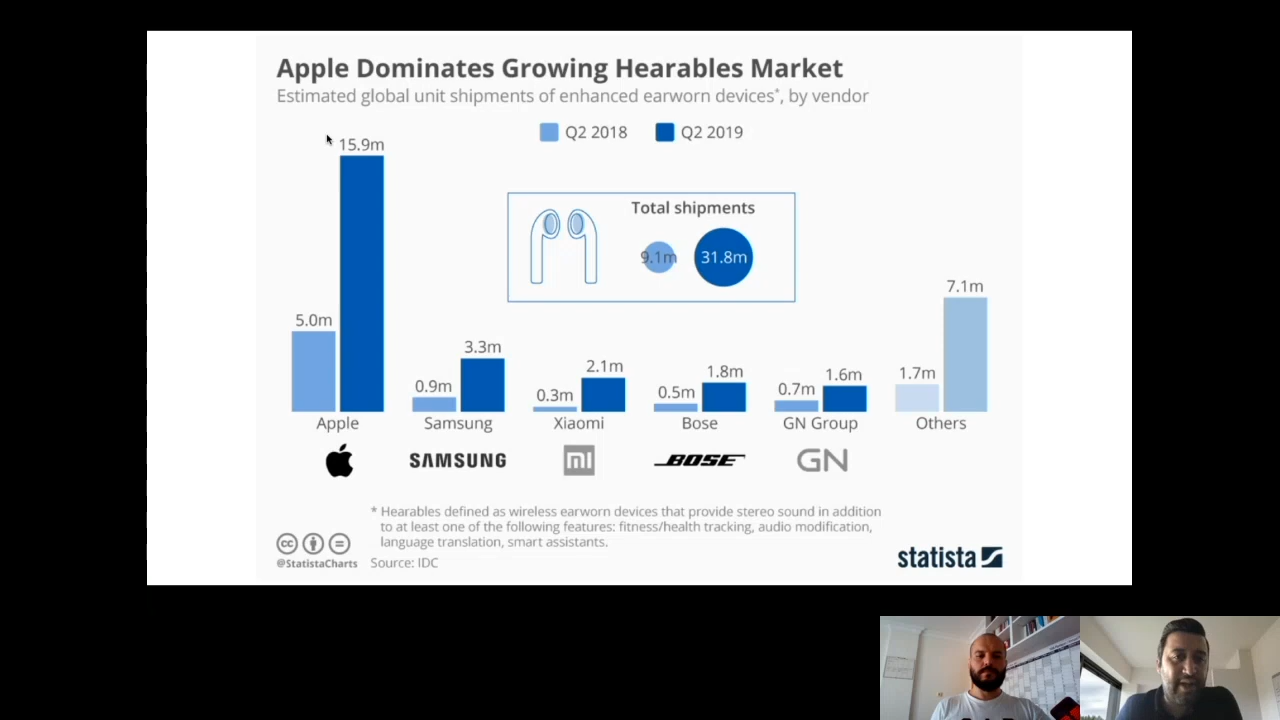 Apple Dominates Growing Hearables Market
Estimated global unit shipments of enhanced earworn devices*, by vendor
Q2 2018 Q2 2019
15.9m
Total shipments
9.1m 31.8m
7.1m
5.0m
3.3m
2.1m
1.8m
1.6m
0.9m
0.3m
0.5m
0.7m
1.7m
Apple Samsung Xiaomi Bose GN Group Others
SAMSUNG mi BOSE GN
* Hearables defined as wireless earworn devices that provide stereo sound in addition
to at least one of the following features: fitness/health tracking, audio modification,
language translation, smart assistants.
cc
@StatistaCharts Source: IDC
statista